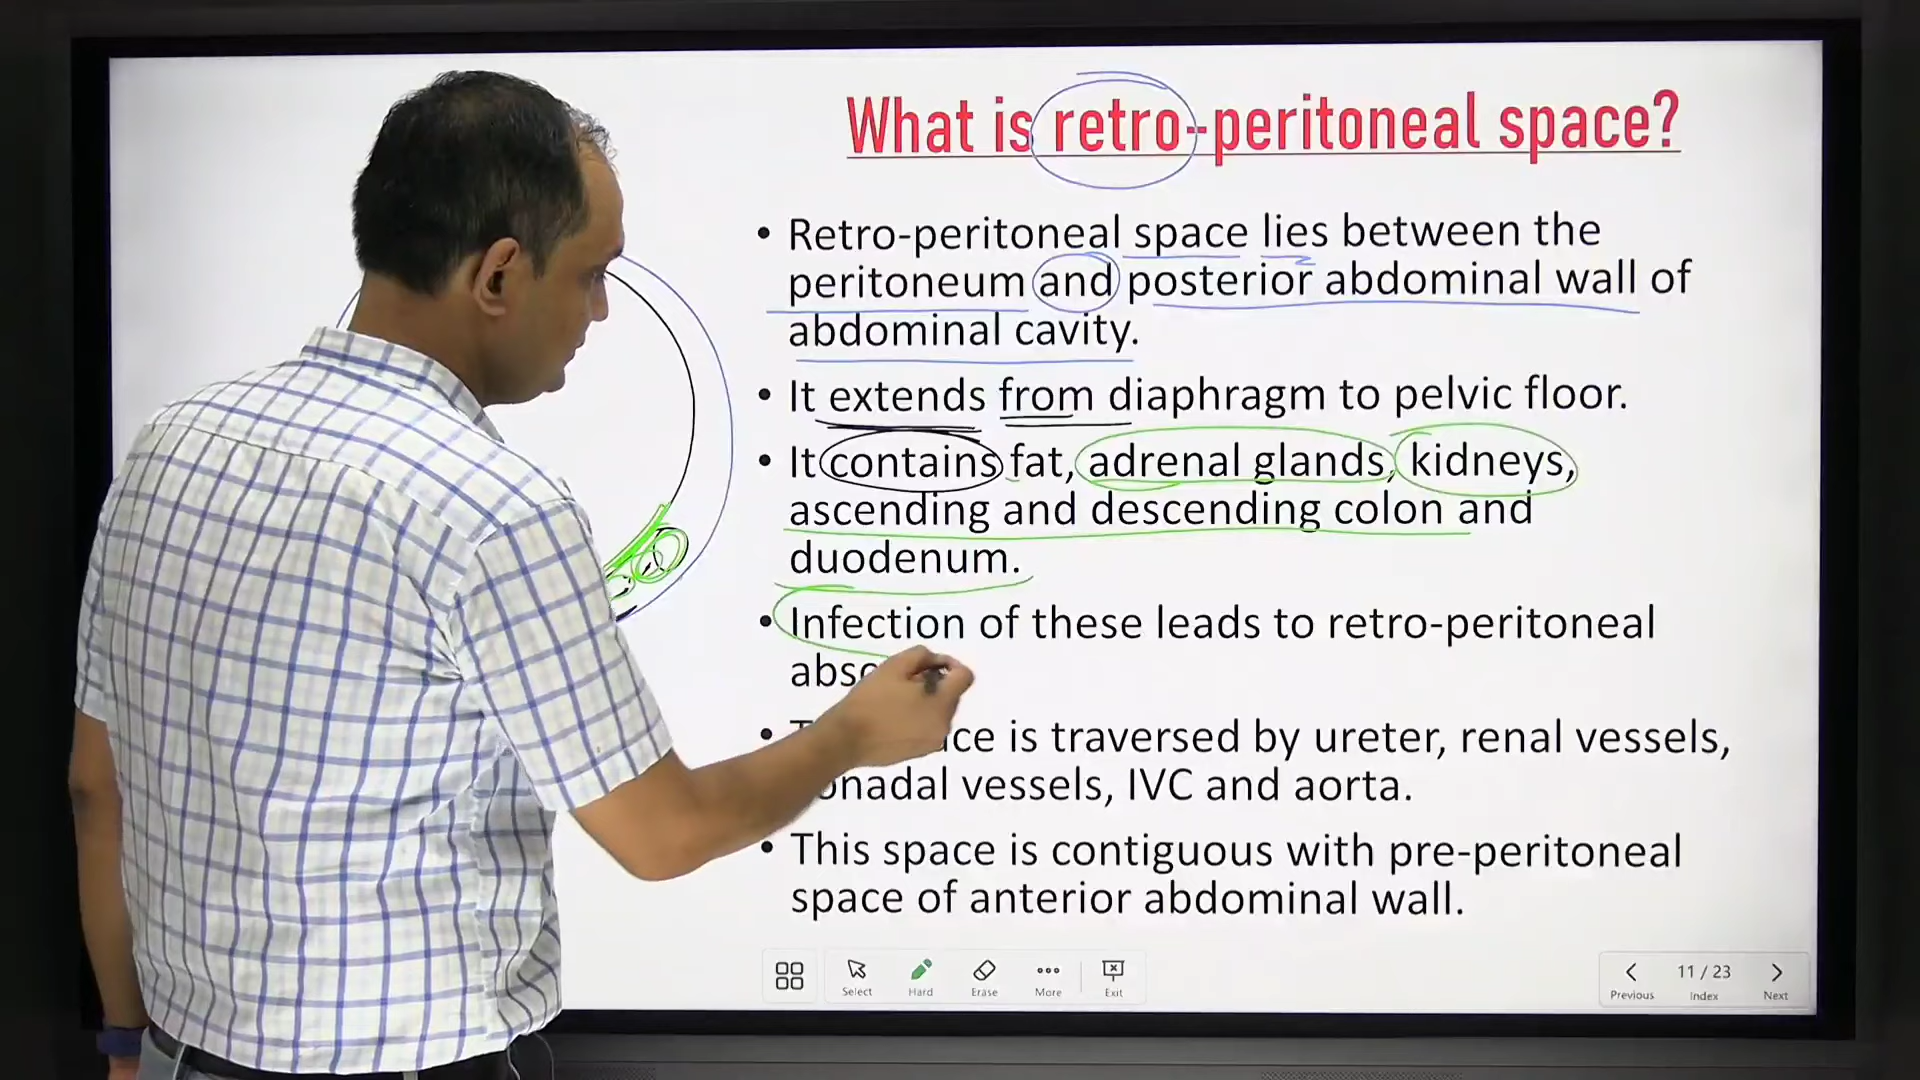 What is retro-peritoneal space?
• Retro-peritoneal space lies between the
peritoneum and posterior abdominal wall of
abdominal cavity.
• It extends from diaphragm to pelvic floor.
• It contains fat, adrenal glands, kidneys,
ascending and descending colon and
duodenum.
• Infection of these leads to retro-peritoneal
• is traversed by ureter, renal vessels,
vessels, IVC and aorta.
• This space is contiguous with pre-peritoneal
space of anterior abdominal wall.
Select Hard Erase More Exit
11 / 23
Previous Index Next